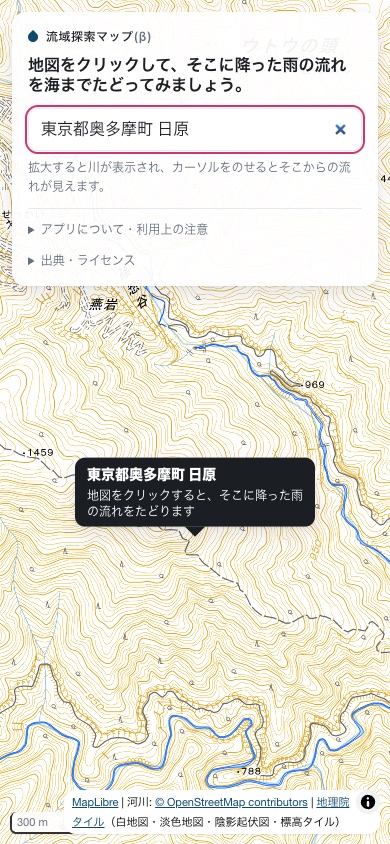 流域探索マップ(β)
ウトウの頭
地図をクリックして、そこに降った雨の流れ
を海までたどってみましょう。
東京都奥多摩町 日原
拡大すると川が表示され、カーソルをのせるとそこからの流
れが見えます。
アプリについて・利用上の注意
出典・ライセンス
燕岩
969
1459
東京都奥多摩町 日原
地図をクリックすると、そこに降った雨
の流れをたどります
950
788
MapLibre | 河川: © OpenStreetMap contributors | 地理院
タイル（白地図・淡色地図・陰影起伏図・標高タイル）
300 m